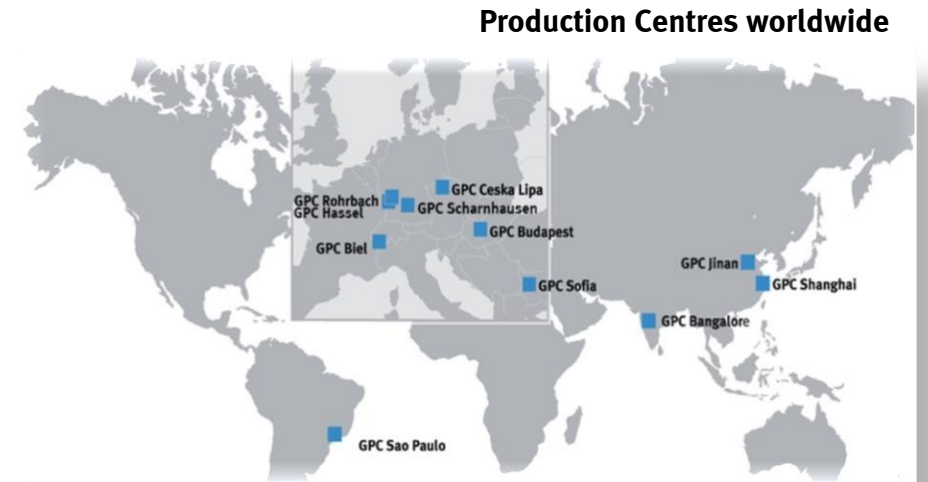 Production Centres worldwide
GPC Ceska Lipa
GPC Rohrbach
GPC Scharnhausen
GPC Hassel
GPC Budapest
GPC Biel
GPC Jinan
GPC Sofia
GPC Shanghai
GPC Bangalore
GPC Sao Paulo